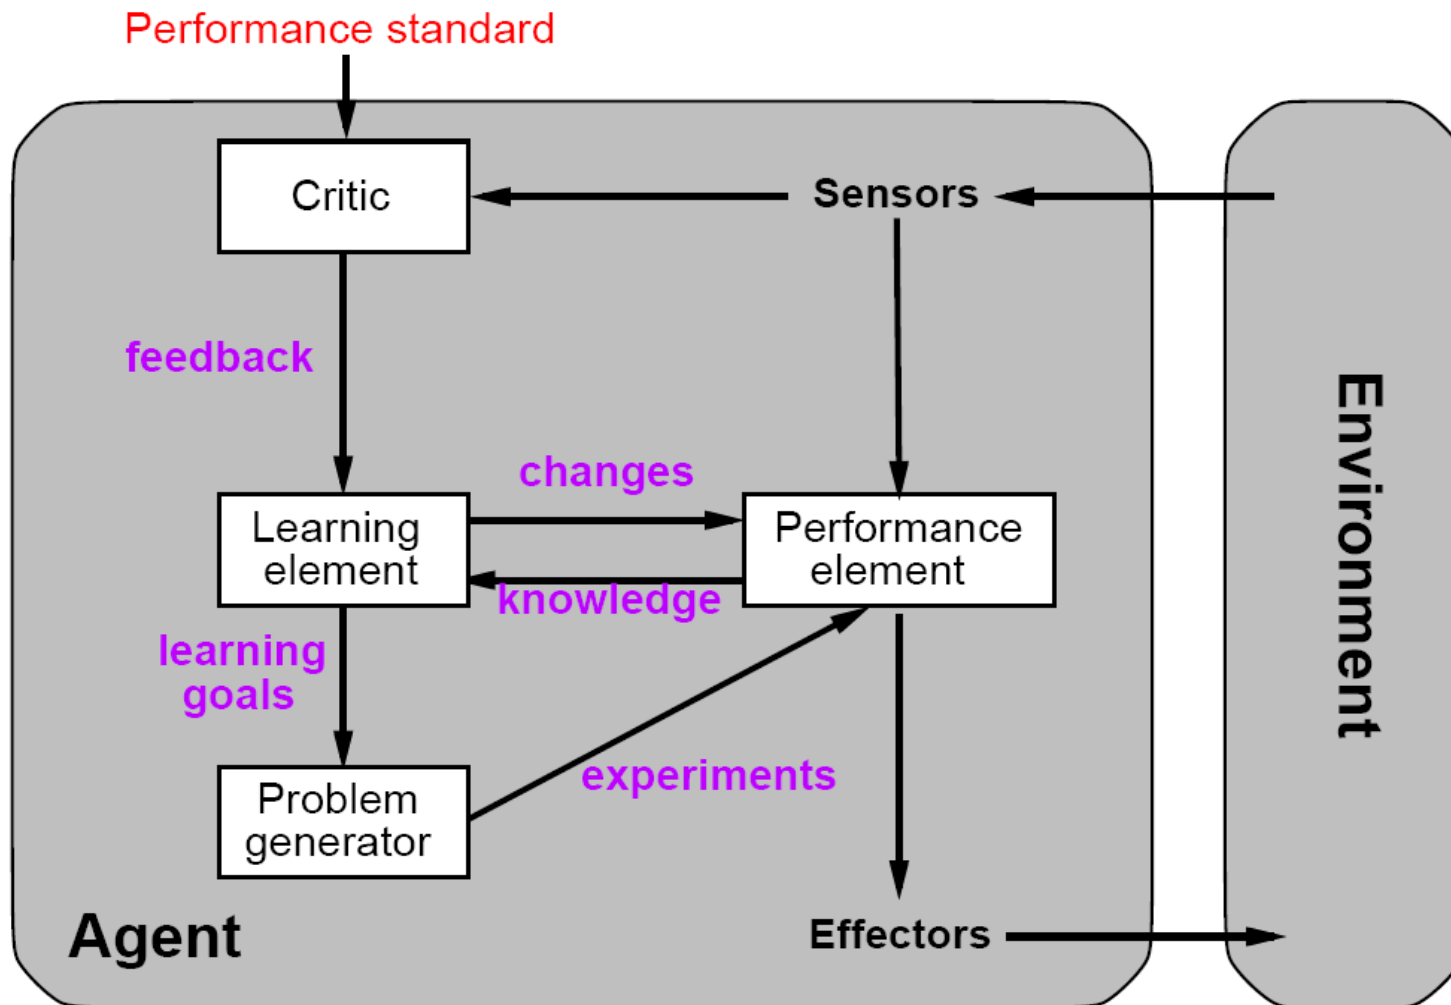 Performance standard
Critic
Sensors
feedback
changes
Learning
element
Performance
element
knowledge
learning
goals
experiments
Problem
generator
Agent
Effectors
Environment